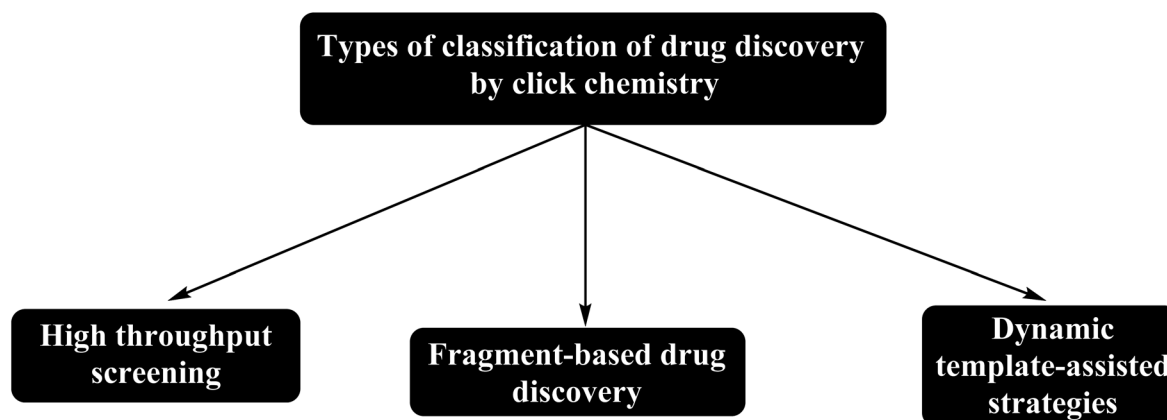 Types of classification of drug discovery
by click chemistry
High throughput
screening
Fragment-based drug
discovery
Dynamic
template-assisted
strategies